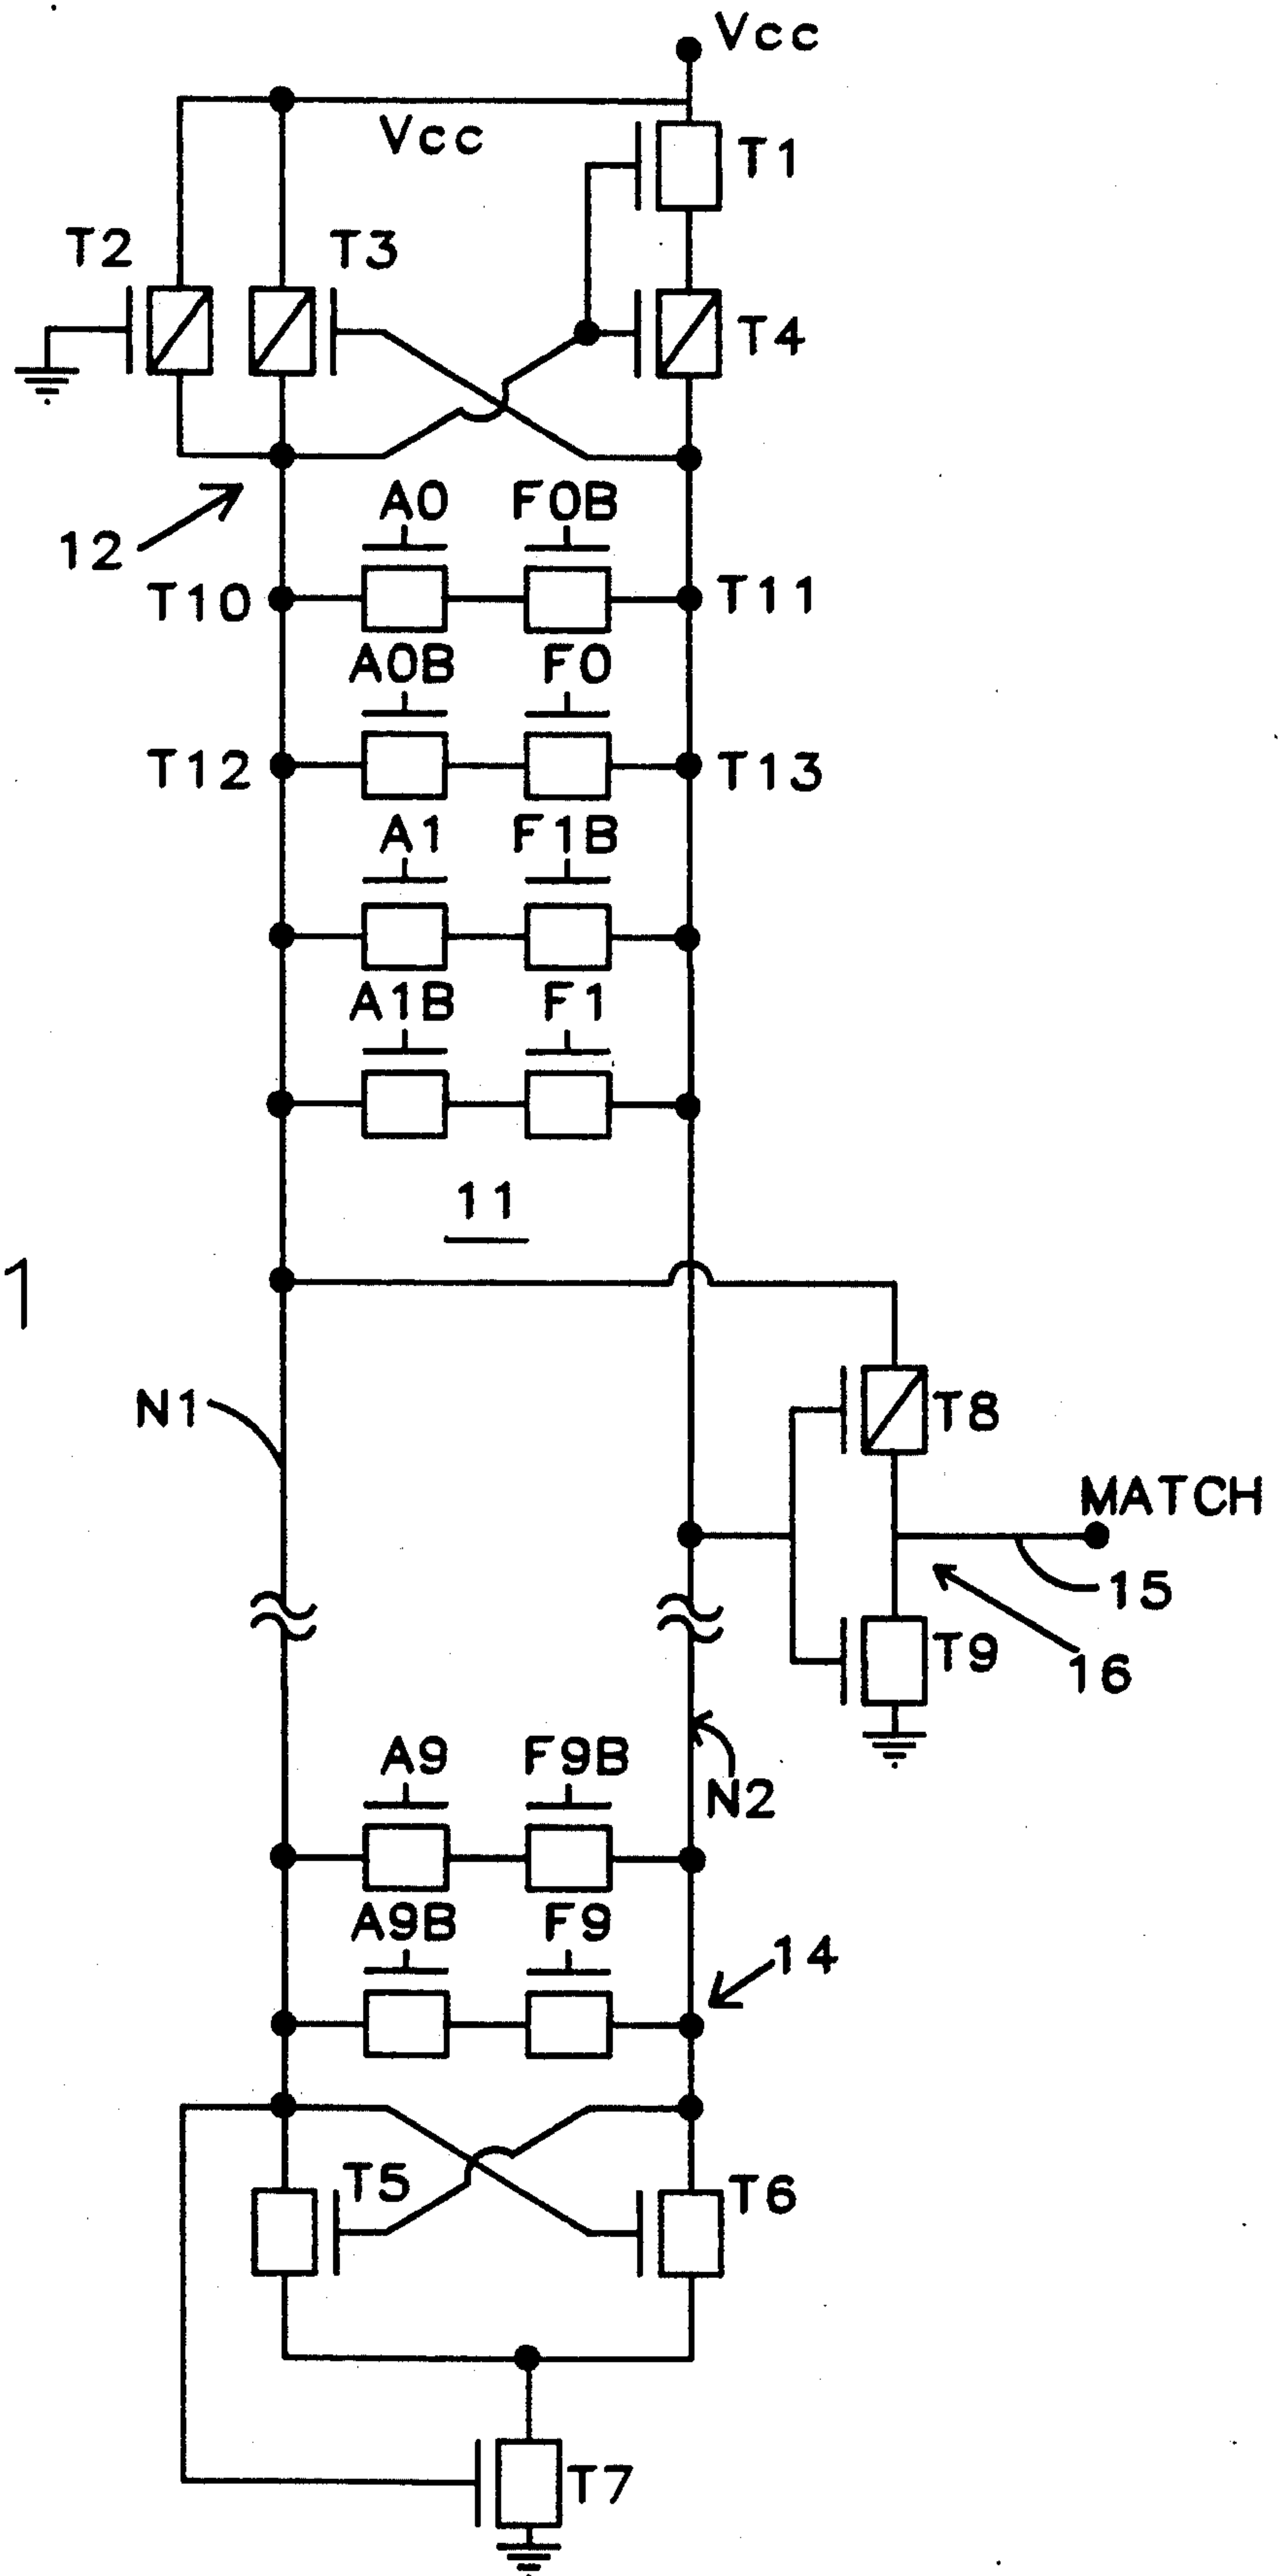 Vcc
Vcc
T1
T2
T3
T4
A0
F0B
12
T10
T11
A0B
F0
T12
T13
A1
F1B
A1B
F1
11
1
N1
T8
MATCH
15
T9
16
A9
F9B
N2
A9B
F9
14
T5
T6
T7